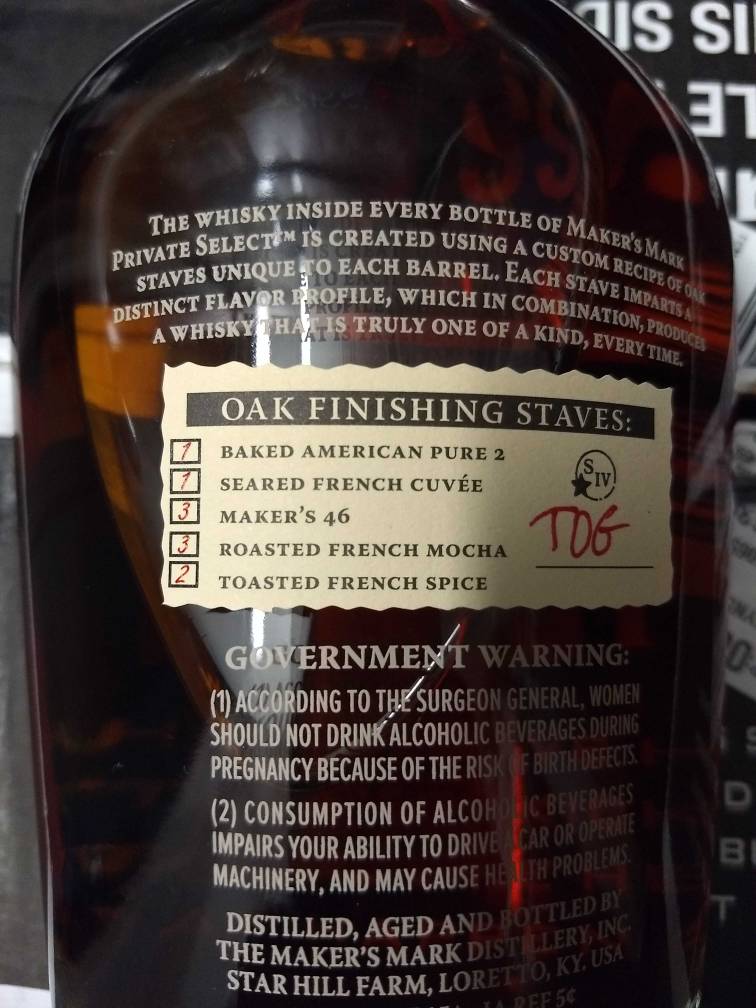 THE WHISKY INSIDE EVERY BOTTLE OF MAKER'S MARK
PRIVATE SELECT™ IS CREATED USING A CUSTOM RECIPE OF OAK
STAVES UNIQUE TO EACH BARREL. EACH STAVE IMPARTS A
DISTINCT FLAVOR PROFILE, WHICH IN COMBINATION, PRODUCES
A WHISKY THAT IS TRULY ONE OF A KIND, EVERY TIME.
OAK FINISHING STAVES:
1 BAKED AMERICAN PURE 2
1 SEARED FRENCH CUVÉE
3 MAKER'S 46
3 ROASTED FRENCH MOCHA
2 TOASTED FRENCH SPICE
S IV
TOG
GOVERNMENT WARNING:
(1) ACCORDING TO THE SURGEON GENERAL, WOMEN
SHOULD NOT DRINK ALCOHOLIC BEVERAGES DURING
PREGNANCY BECAUSE OF THE RISK OF BIRTH DEFECTS.
(2) CONSUMPTION OF ALCOHOLIC BEVERAGES
IMPAIRS YOUR ABILITY TO DRIVE A CAR OR OPERATE
MACHINERY, AND MAY CAUSE HEALTH PROBLEMS.
DISTILLED, AGED AND BOTTLED BY
THE MAKER'S MARK DISTILLERY, INC.
STAR HILL FARM, LORETTO, KY. USA
REF 5¢